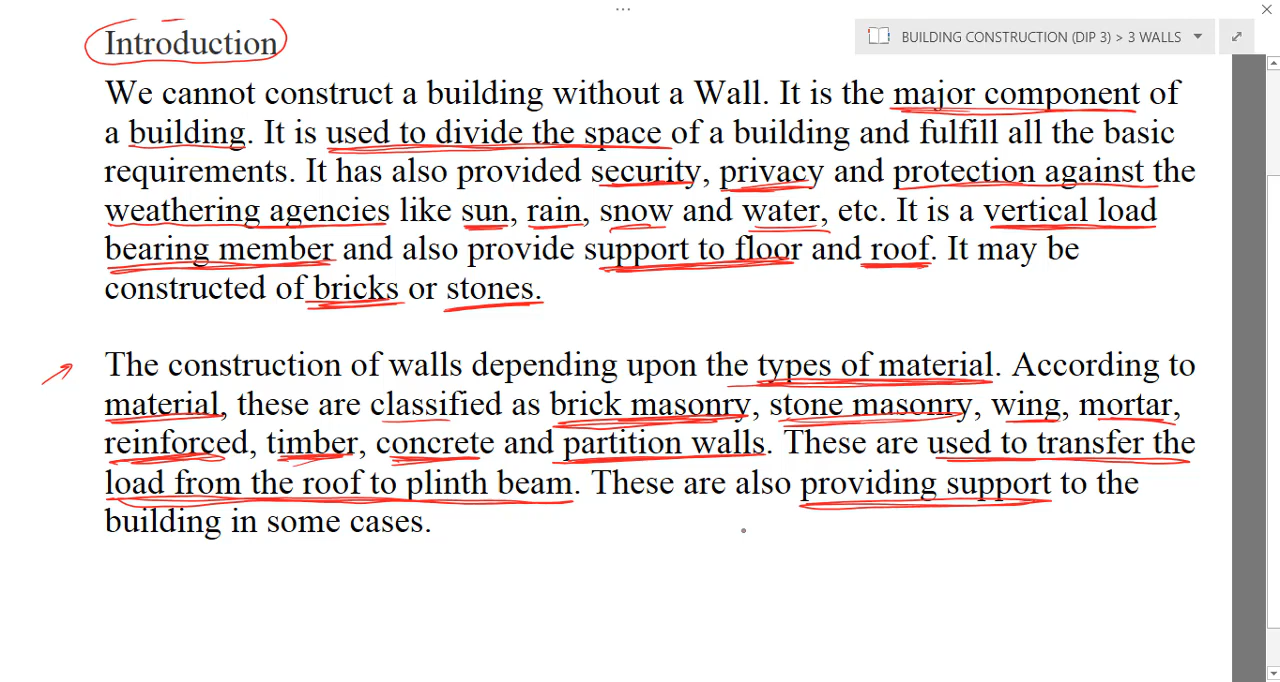 ...
BUILDING CONSTRUCTION (DIP 3) > 3 WALLS
Introduction
We cannot construct a building without a Wall. It is the major component of
a building. It is used to divide the space of a building and fulfill all the basic
requirements. It has also provided security, privacy and protection against the
weathering agencies like sun, rain, snow and water, etc. It is a vertical load
bearing member and also provide support to floor and roof. It may be
constructed of bricks or stones.
The construction of walls depending upon the types of material. According to
material, these are classified as brick masonry, stone masonry, wing, mortar,
reinforced, timber, concrete and partition walls. These are used to transfer the
load from the roof to plinth beam. These are also providing support to the
building in some cases.